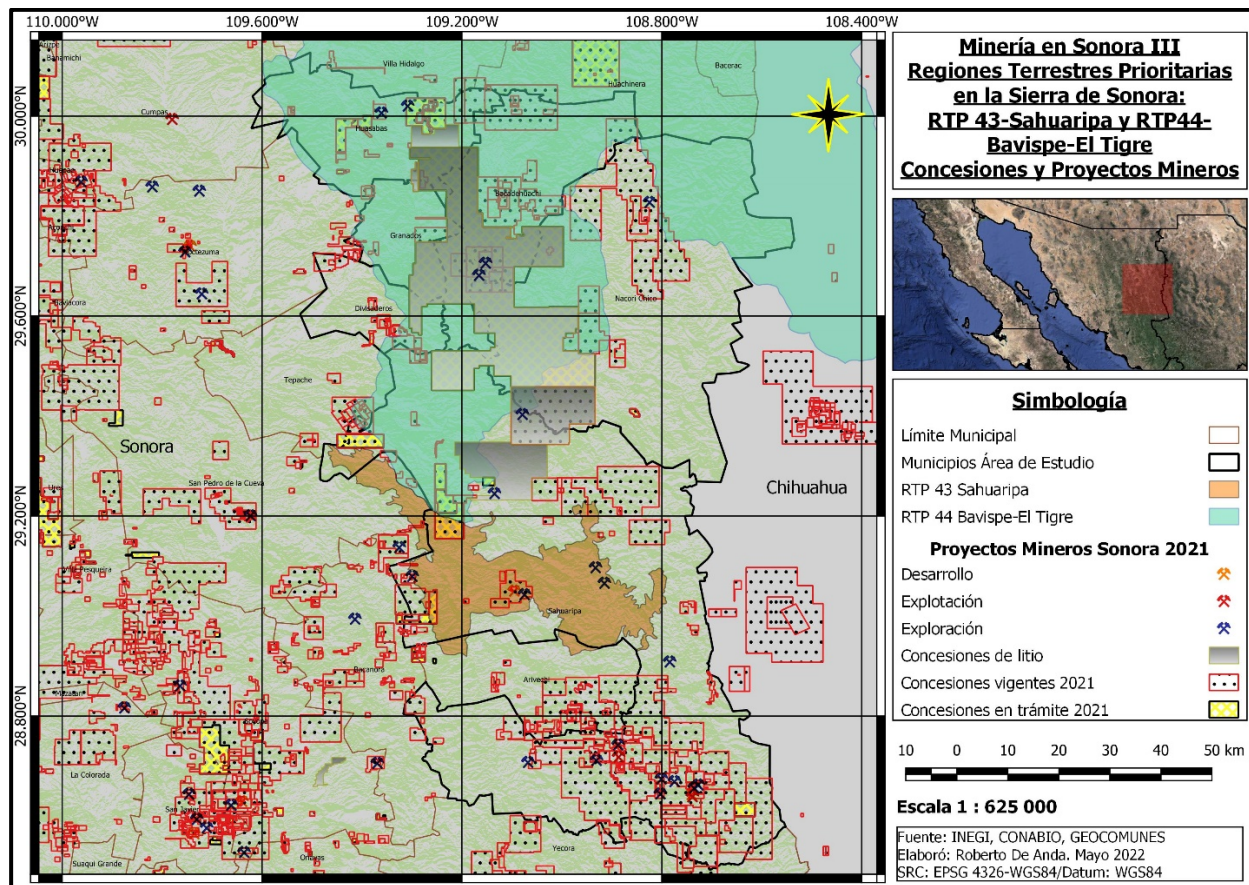 110.000°W 109.600°W 109.200°W 108.800°W 108.400°W
Minería en Sonora III
Regiones Terrestres Prioritarias
en la Sierra de Sonora:
RTP 43-Sahuaripa y RTP44-
Bavispe-El Tigre
Concesiones y Proyectos Mineros
Banamichi
Villa Hidalgo
Huachinera
Bacerac
Cumpas
30.000°N
Huasabas
Bacadehuachi
Granados
Nacori Chico
Divisaderos
29.600°N
Tepache
Sonora
San Pedro de la Cueva
Ures
Chihuahua
29.200°N
Sahuaripa
Bacanora
Arivechi
28.800°N
La Colorada
San Javier
Suaqui Grande
Onavas
Yecora
Simbología
Límite Municipal
Municipios Área de Estudio
RTP 43 Sahuaripa
RTP 44 Bavispe-El Tigre
Proyectos Mineros Sonora 2021
Desarrollo
Explotación
Exploración
Concesiones de litio
Concesiones vigentes 2021
Concesiones en trámite 2021
10 0 10 20 30 40 50 km
Escala 1 : 625 000
Fuente: INEGI, CONABIO, GEOCOMUNES
Elaboró: Roberto De Anda. Mayo 2022
SRC: EPSG 4326-WGS84/Datum: WGS84